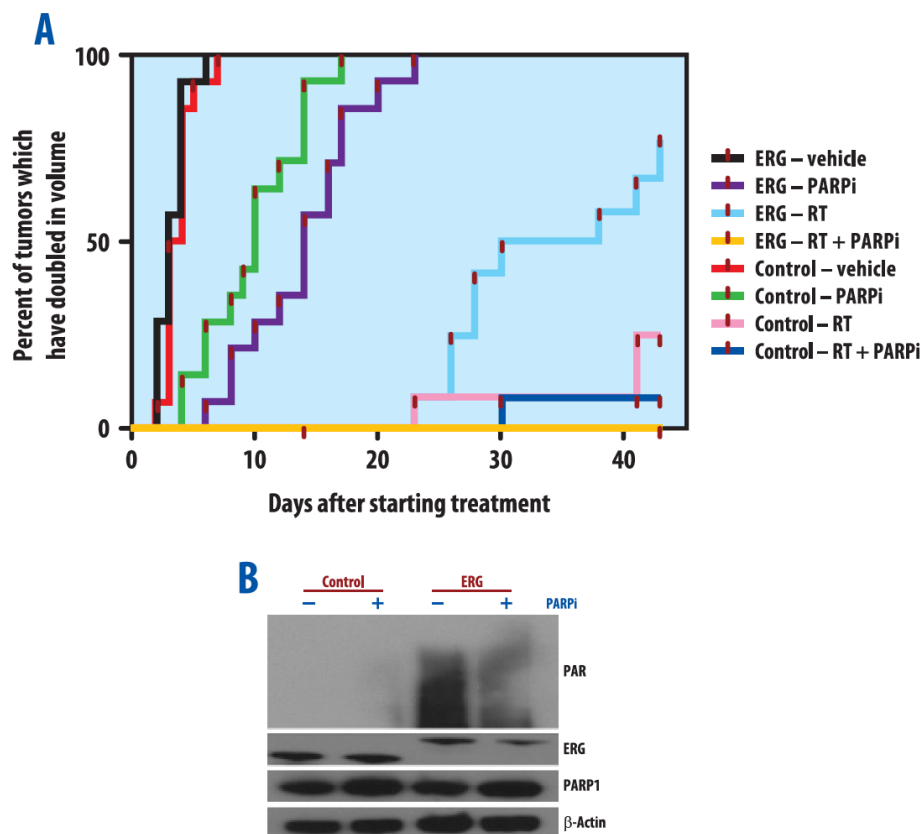 A
100
50
0
0
10
20
30
40
Percent of tumors which
have doubled in volume
Days after starting treatment
ERG – vehicle
ERG – PARPi
ERG – RT
ERG – RT + PARPi
Control – vehicle
Control – PARPi
Control – RT
Control – RT + PARPi
B
Control ERG
– + – + PARPi
PAR
ERG
PARP1
β-Actin